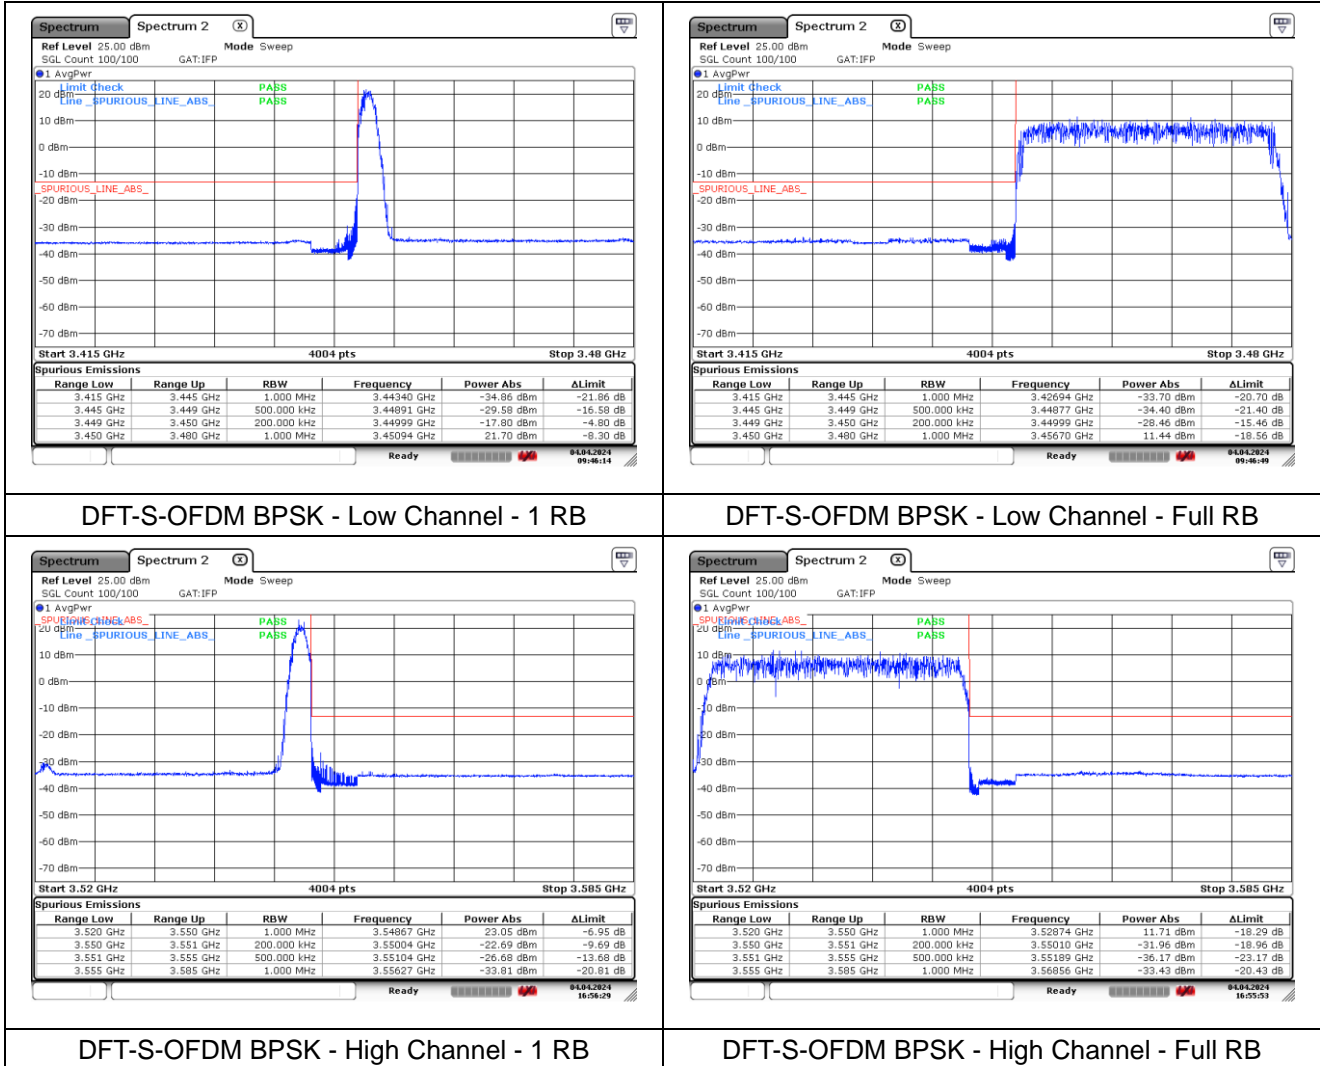 Spectrum Spectrum 2 X
Ref Level 25.00 dBm Mode Sweep
SGL Count 100/100 GAT:IFP
1 AvgPwr
Limit Check PASS
Line _SPURIOUS_LINE_ABS_ PASS
20 dBm
10 dBm
0 dBm
-10 dBm
_SPURIOUS_LINE_ABS_
-20 dBm
-30 dBm
-40 dBm
-50 dBm
-60 dBm
-70 dBm
Start 3.415 GHz 4004 pts Stop 3.48 GHz
Spurious Emissions
Range Low Range Up RBW Frequency Power Abs ΔLimit
3.415 GHz 3.445 GHz 1.000 MHz 3.44340 GHz -34.86 dBm -21.86 dB
3.445 GHz 3.449 GHz 500.000 kHz 3.44891 GHz -29.58 dBm -16.58 dB
3.449 GHz 3.450 GHz 200.000 kHz 3.44999 GHz -17.80 dBm -4.80 dB
3.450 GHz 3.480 GHz 1.000 MHz 3.45094 GHz 21.70 dBm -8.30 dB
Ready 04.04.2024
09:46:14
DFT-S-OFDM BPSK - Low Channel - 1 RB
Spectrum Spectrum 2 X
Ref Level 25.00 dBm Mode Sweep
SGL Count 100/100 GAT:IFP
1 AvgPwr
Limit Check PASS
Line _SPURIOUS_LINE_ABS_ PASS
20 dBm
10 dBm
0 dBm
-10 dBm
_SPURIOUS_LINE_ABS_
-20 dBm
-30 dBm
-40 dBm
-50 dBm
-60 dBm
-70 dBm
Start 3.415 GHz 4004 pts Stop 3.48 GHz
Spurious Emissions
Range Low Range Up RBW Frequency Power Abs ΔLimit
3.415 GHz 3.445 GHz 1.000 MHz 3.42694 GHz -33.70 dBm -20.70 dB
3.445 GHz 3.449 GHz 500.000 kHz 3.44877 GHz -34.40 dBm -21.40 dB
3.449 GHz 3.450 GHz 200.000 kHz 3.44999 GHz -28.46 dBm -15.46 dB
3.450 GHz 3.480 GHz 1.000 MHz 3.45670 GHz 11.44 dBm -18.56 dB
Ready 04.04.2024
09:46:49
DFT-S-OFDM BPSK - Low Channel - Full RB
Spectrum Spectrum 2 X
Ref Level 25.00 dBm Mode Sweep
SGL Count 100/100 GAT:IFP
1 AvgPwr
_SPURIOUS_LINE_ABS_
Limit Check PASS
Line _SPURIOUS_LINE_ABS_ PASS
20 dBm
10 dBm
0 dBm
-10 dBm
-20 dBm
-30 dBm
-40 dBm
-50 dBm
-60 dBm
-70 dBm
Start 3.52 GHz 4004 pts Stop 3.585 GHz
Spurious Emissions
Range Low Range Up RBW Frequency Power Abs ΔLimit
3.520 GHz 3.550 GHz 1.000 MHz 3.54867 GHz 23.05 dBm -6.95 dB
3.550 GHz 3.551 GHz 200.000 kHz 3.55004 GHz -22.69 dBm -9.69 dB
3.551 GHz 3.555 GHz 500.000 kHz 3.55104 GHz -26.68 dBm -13.68 dB
3.555 GHz 3.585 GHz 1.000 MHz 3.55627 GHz -33.81 dBm -20.81 dB
Ready 04.04.2024
16:56:29
DFT-S-OFDM BPSK - High Channel - 1 RB
Spectrum Spectrum 2 X
Ref Level 25.00 dBm Mode Sweep
SGL Count 100/100 GAT:IFP
1 AvgPwr
_SPURIOUS_LINE_ABS_
Limit Check PASS
Line _SPURIOUS_LINE_ABS_ PASS
20 dBm
10 dBm
0 dBm
-10 dBm
-20 dBm
-30 dBm
-40 dBm
-50 dBm
-60 dBm
-70 dBm
Start 3.52 GHz 4004 pts Stop 3.585 GHz
Spurious Emissions
Range Low Range Up RBW Frequency Power Abs ΔLimit
3.520 GHz 3.550 GHz 1.000 MHz 3.52874 GHz 11.71 dBm -18.29 dB
3.550 GHz 3.551 GHz 200.000 kHz 3.55010 GHz -31.96 dBm -18.96 dB
3.551 GHz 3.555 GHz 500.000 kHz 3.55189 GHz -36.17 dBm -23.17 dB
3.555 GHz 3.585 GHz 1.000 MHz 3.56856 GHz -33.43 dBm -20.43 dB
Ready 04.04.2024
16:55:53
DFT-S-OFDM BPSK - High Channel - Full RB